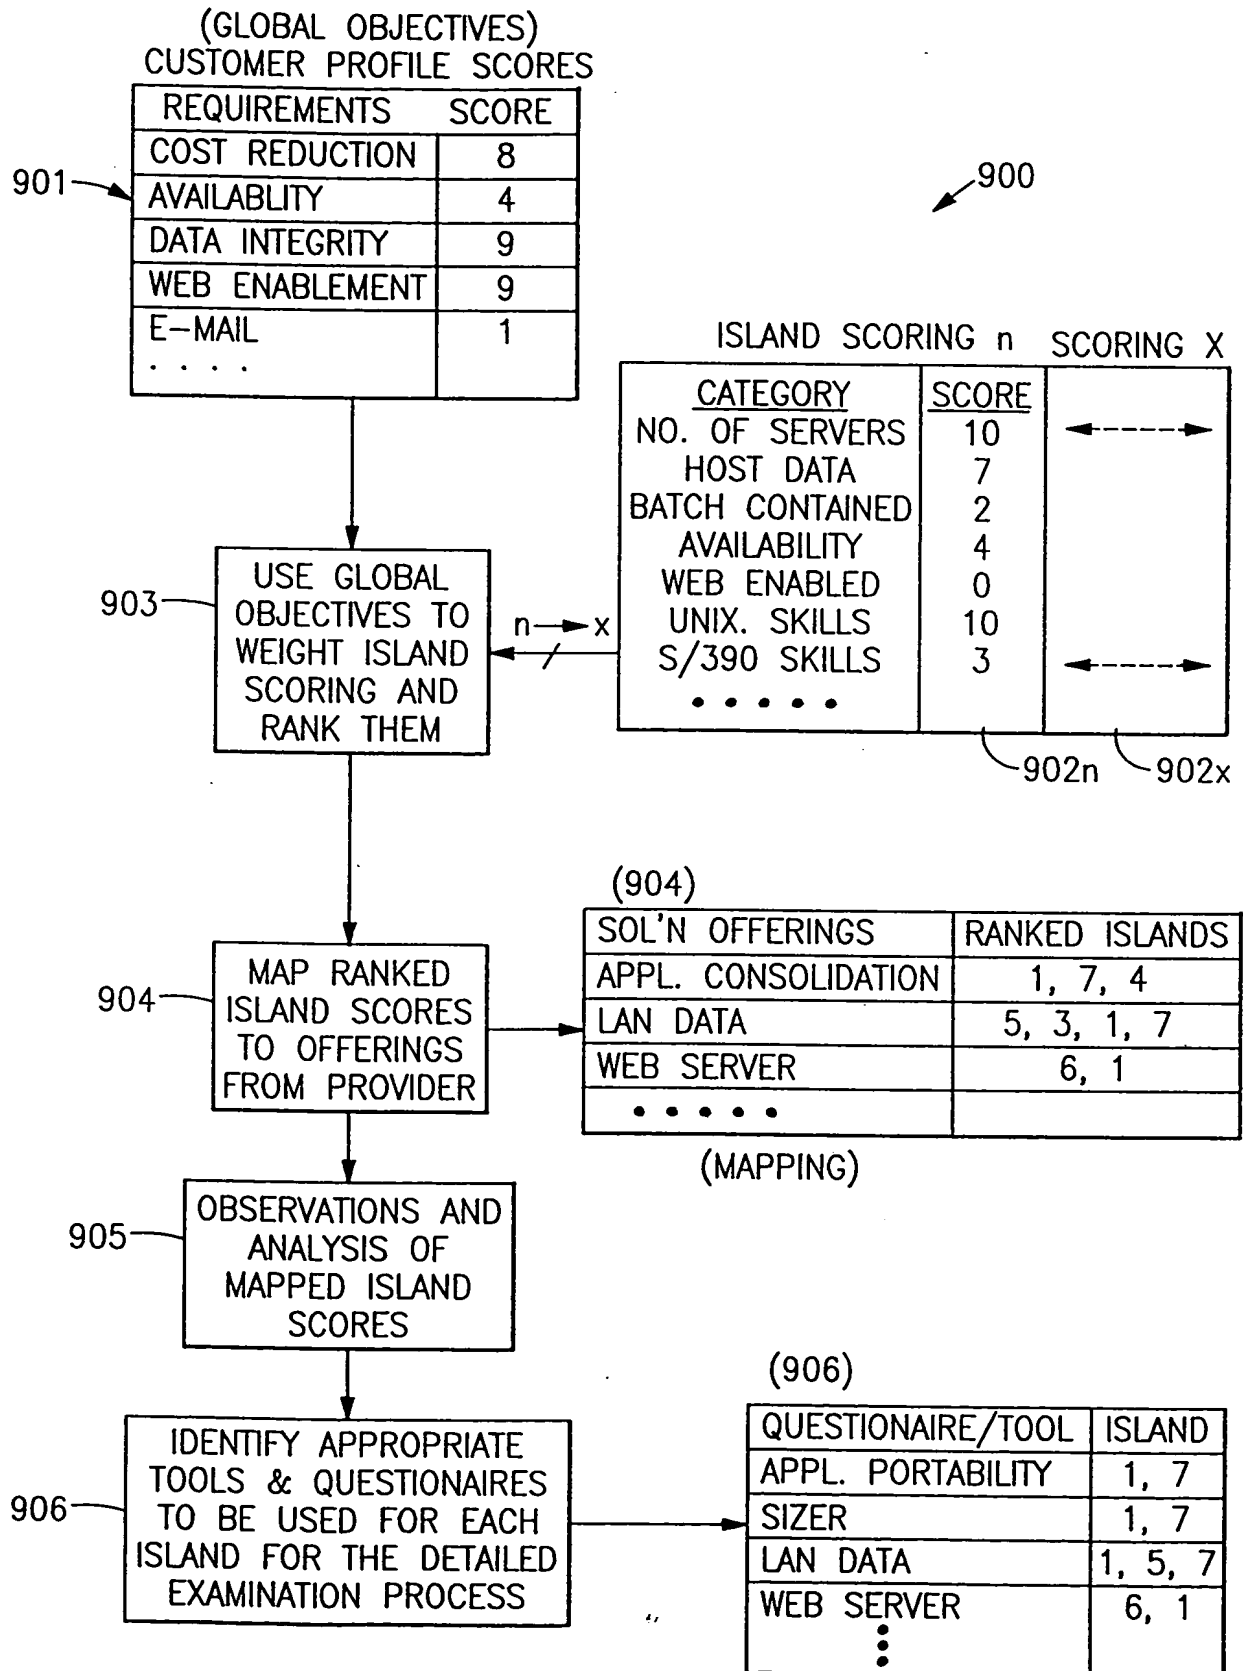 (GLOBAL OBJECTIVES)
CUSTOMER PROFILE SCORES
REQUIREMENTS SCORE
COST REDUCTION 8
901
AVAILABLITY 4
DATA INTEGRITY 9
WEB ENABLEMENT 9
E-MAIL 1
. . . .
900
ISLAND SCORING n SCORING X
CATEGORY SCORE
NO. OF SERVERS 10
HOST DATA 7
BATCH CONTAINED 2
AVAILABILITY 4
WEB ENABLED 0
UNIX. SKILLS 10
S/390 SKILLS 3
• • • • •
902n 902x
903
USE GLOBAL
OBJECTIVES TO
WEIGHT ISLAND
SCORING AND
RANK THEM
n → x
(904)
SOL'N OFFERINGS RANKED ISLANDS
APPL. CONSOLIDATION 1, 7, 4
LAN DATA 5, 3, 1, 7
WEB SERVER 6, 1
• • • • •
(MAPPING)
904
MAP RANKED
ISLAND SCORES
TO OFFERINGS
FROM PROVIDER
905
OBSERVATIONS AND
ANALYSIS OF
MAPPED ISLAND
SCORES
906
IDENTIFY APPROPRIATE
TOOLS & QUESTIONAIRES
TO BE USED FOR EACH
ISLAND FOR THE DETAILED
EXAMINATION PROCESS
(906)
QUESTIONAIRE/TOOL ISLAND
APPL. PORTABILITY 1, 7
SIZER 1, 7
LAN DATA 1, 5, 7
WEB SERVER 6, 1